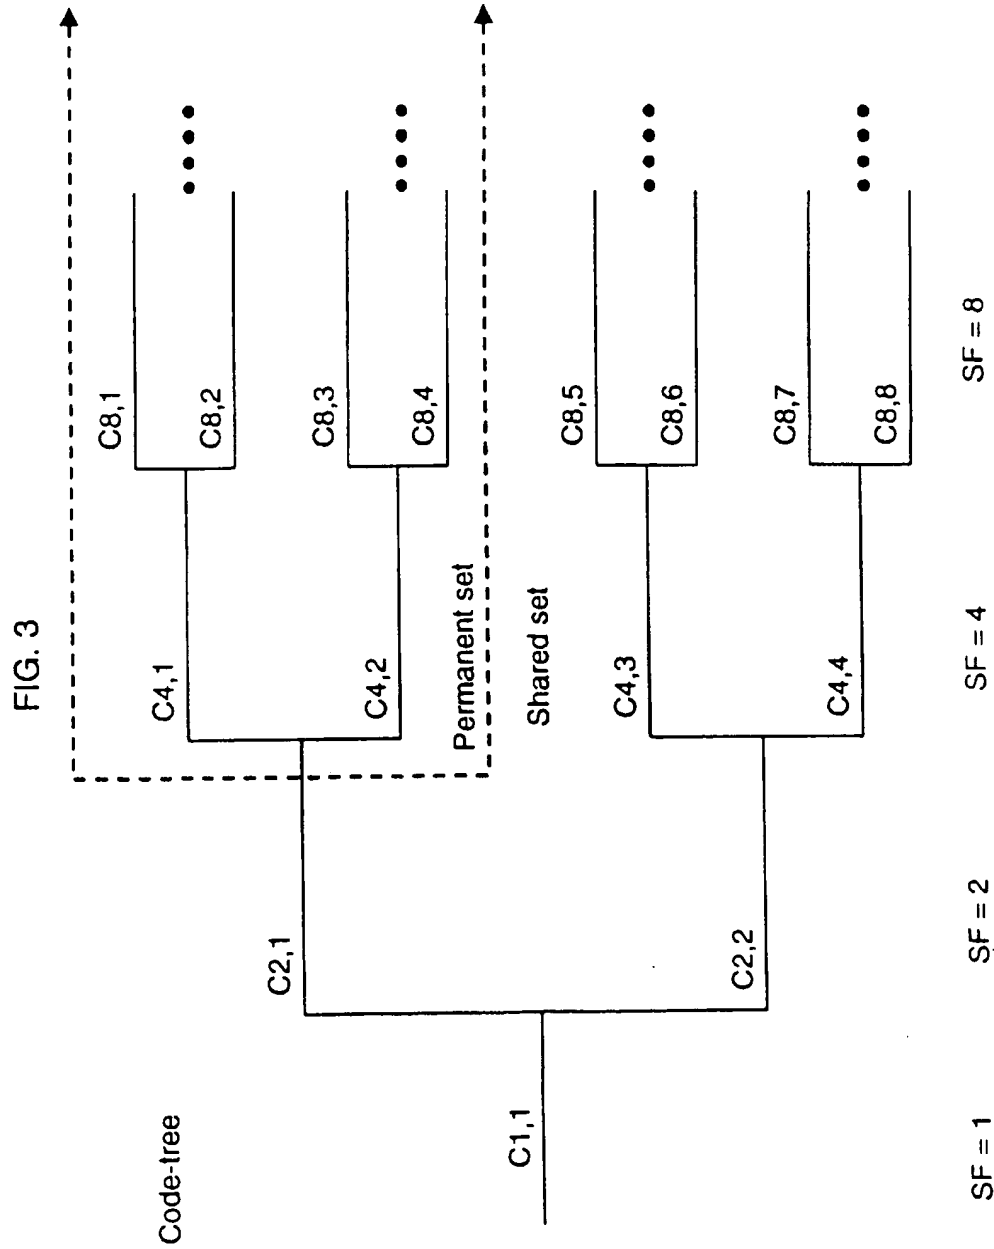 FIG. 3
Code-tree
C1,1
C2,1
C2,2
C4,1
C4,2
C4,3
C4,4
C8,1
C8,2
C8,3
C8,4
C8,5
C8,6
C8,7
C8,8
Permanent set
Shared set
SF = 1
SF = 2
SF = 4
SF = 8